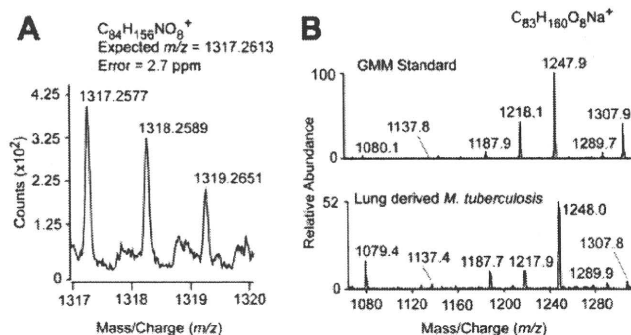 A
C84H156NO8+
Expected m/z = 1317.2613
Error = 2.7 ppm
1317.2577
1318.2589
1319.2651
4.25
3.25
2.25
1.25
0
Counts (x10²)
1317 1318 1319 1320
Mass/Charge (m/z)
B
C83H160O8Na+
GMM Standard
100
0
1080.1
1137.8
1187.9
1218.1
1247.9
1289.7
1307.9
Relative Abundance
Lung derived M. tuberculosis
52
0
1079.4
1137.4
1187.7
1217.9
1248.0
1289.9
1307.8
1080 1120 1160 1200 1240 1280
Mass/Charge (m/z)